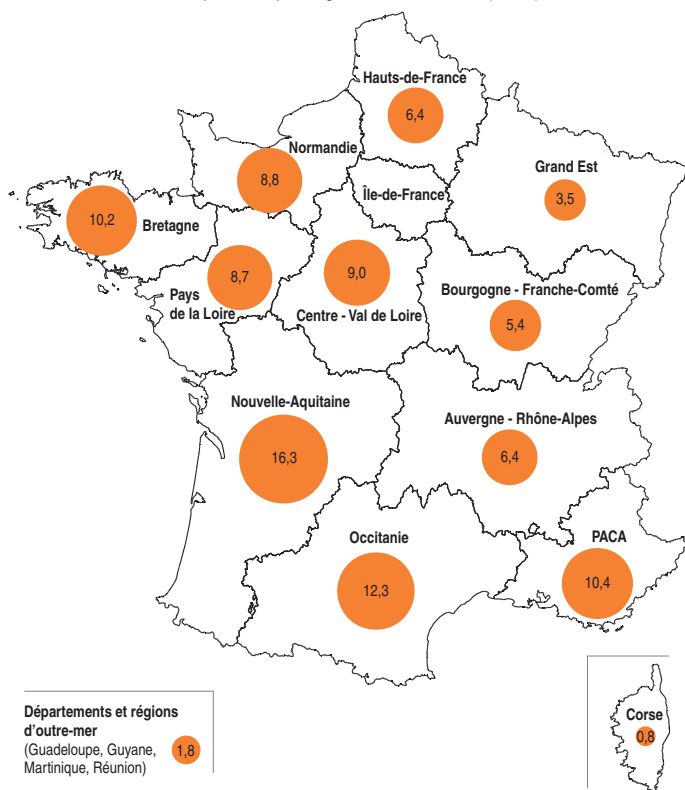 Hauts-de-France
6,4
Normandie
8,8
Île-de-France
Grand Est
3,5
10,2
Bretagne
8,7
Pays
de la Loire
9,0
Centre - Val de Loire
Bourgogne - Franche-Comté
5,4
Nouvelle-Aquitaine
16,3
Auvergne - Rhône-Alpes
6,4
Occitanie
12,3
PACA
10,4
Départements et régions
d'outre-mer
(Guadeloupe, Guyane,
Martinique, Réunion)
1,8
Corse
0,8